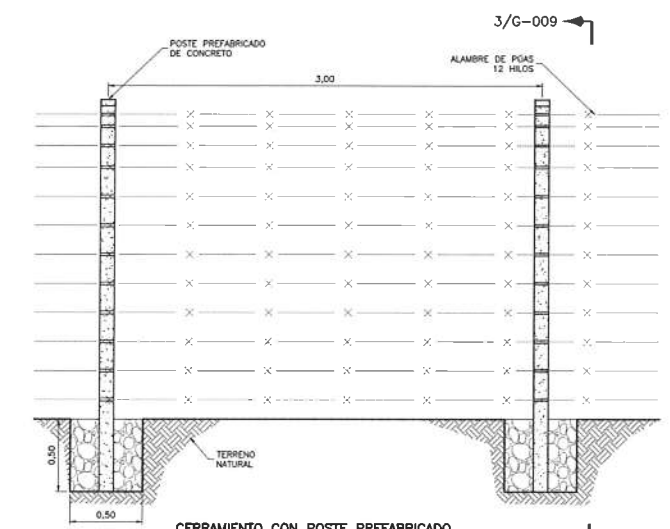 3/G-009
POSTE PREFABRICADO
DE CONCRETO
ALAMBRE DE PÚAS
12 HILOS
3,00
0,50
TERRENO
NATURAL
0,50
CERRAMIENTO CON POSTE PREFABRICADO